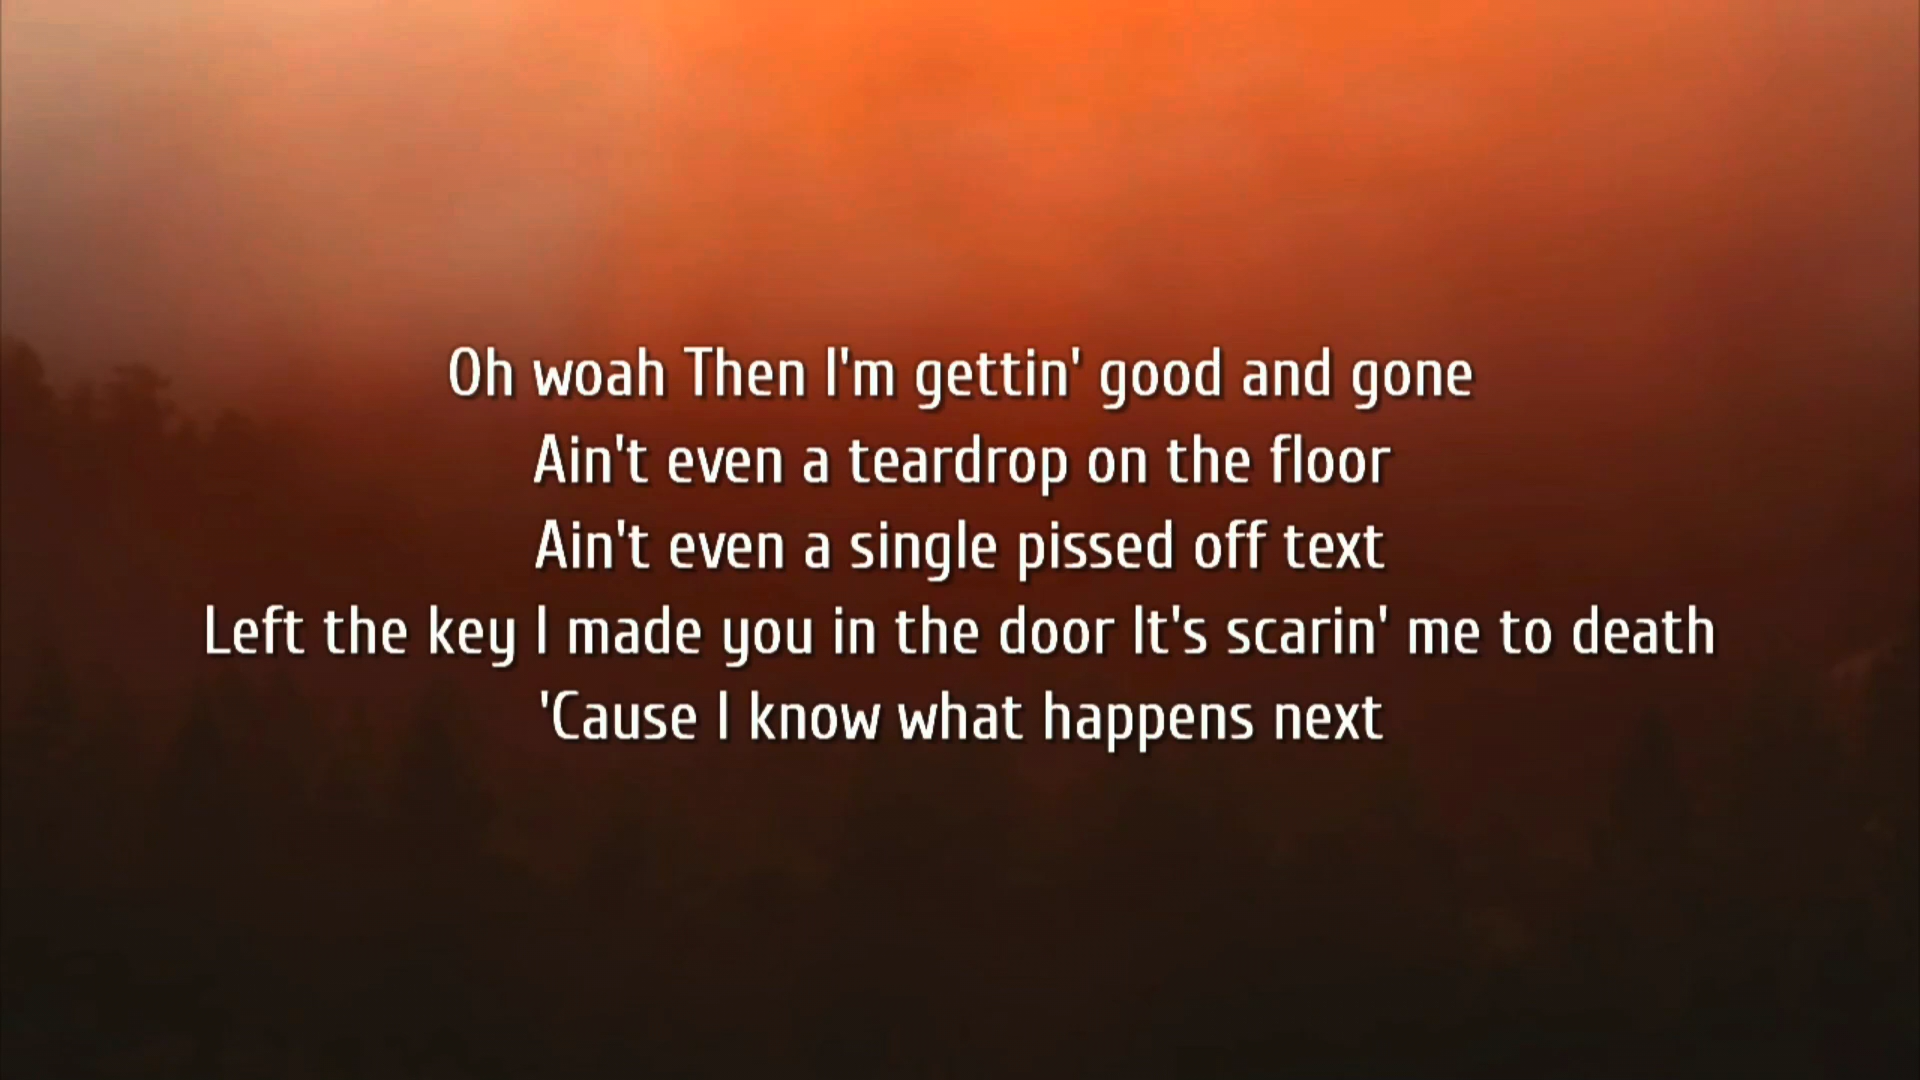 Oh woah Then I'm gettin' good and gone
Ain't even a teardrop on the floor
Ain't even a single pissed off text
Left the key I made you in the door It's scarin' me to death
'Cause I know what happens next